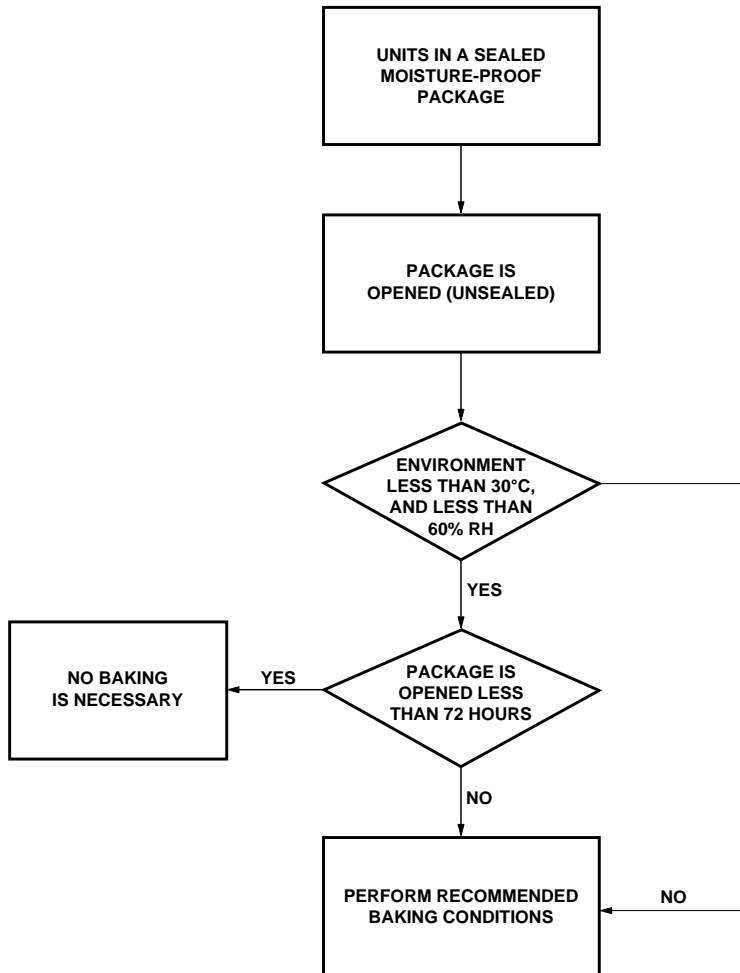 UNITS IN A SEALED
MOISTURE-PROOF
PACKAGE
PACKAGE IS
OPENED (UNSEALED)
ENVIRONMENT
LESS THAN 30°C,
AND LESS THAN
60% RH
YES
NO BAKING
IS NECESSARY
YES
PACKAGE IS
OPENED LESS
THAN 72 HOURS
NO
PERFORM RECOMMENDED
BAKING CONDITIONS
NO